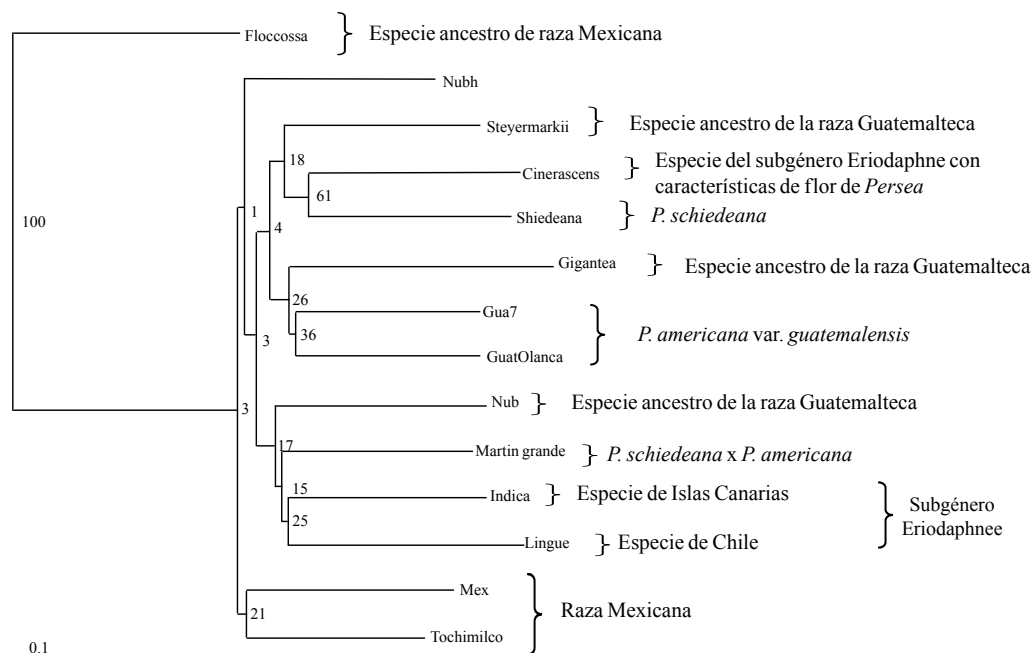 Floccossa
Especie ancestro de raza Mexicana
Nubh
Steyermarkii
Especie ancestro de la raza Guatemalteca
18
Cinerascens
Especie del subgénero Eriodaphne con
características de flor de Persea
61
Shiedeana
P. schiedeana
100
1
4
Gigantea
Especie ancestro de la raza Guatemalteca
26
Gua7
36
P. americana var. guatemalensis
3
GuatOlanca
3
Nub
Especie ancestro de la raza Guatemalteca
17
Martin grande
P. schiedeana x P. americana
15
Indica
Especie de Islas Canarias
Subgénero
Eriodaphnee
25
Lingue
Especie de Chile
Mex
21
Raza Mexicana
Tochimilco
0.1